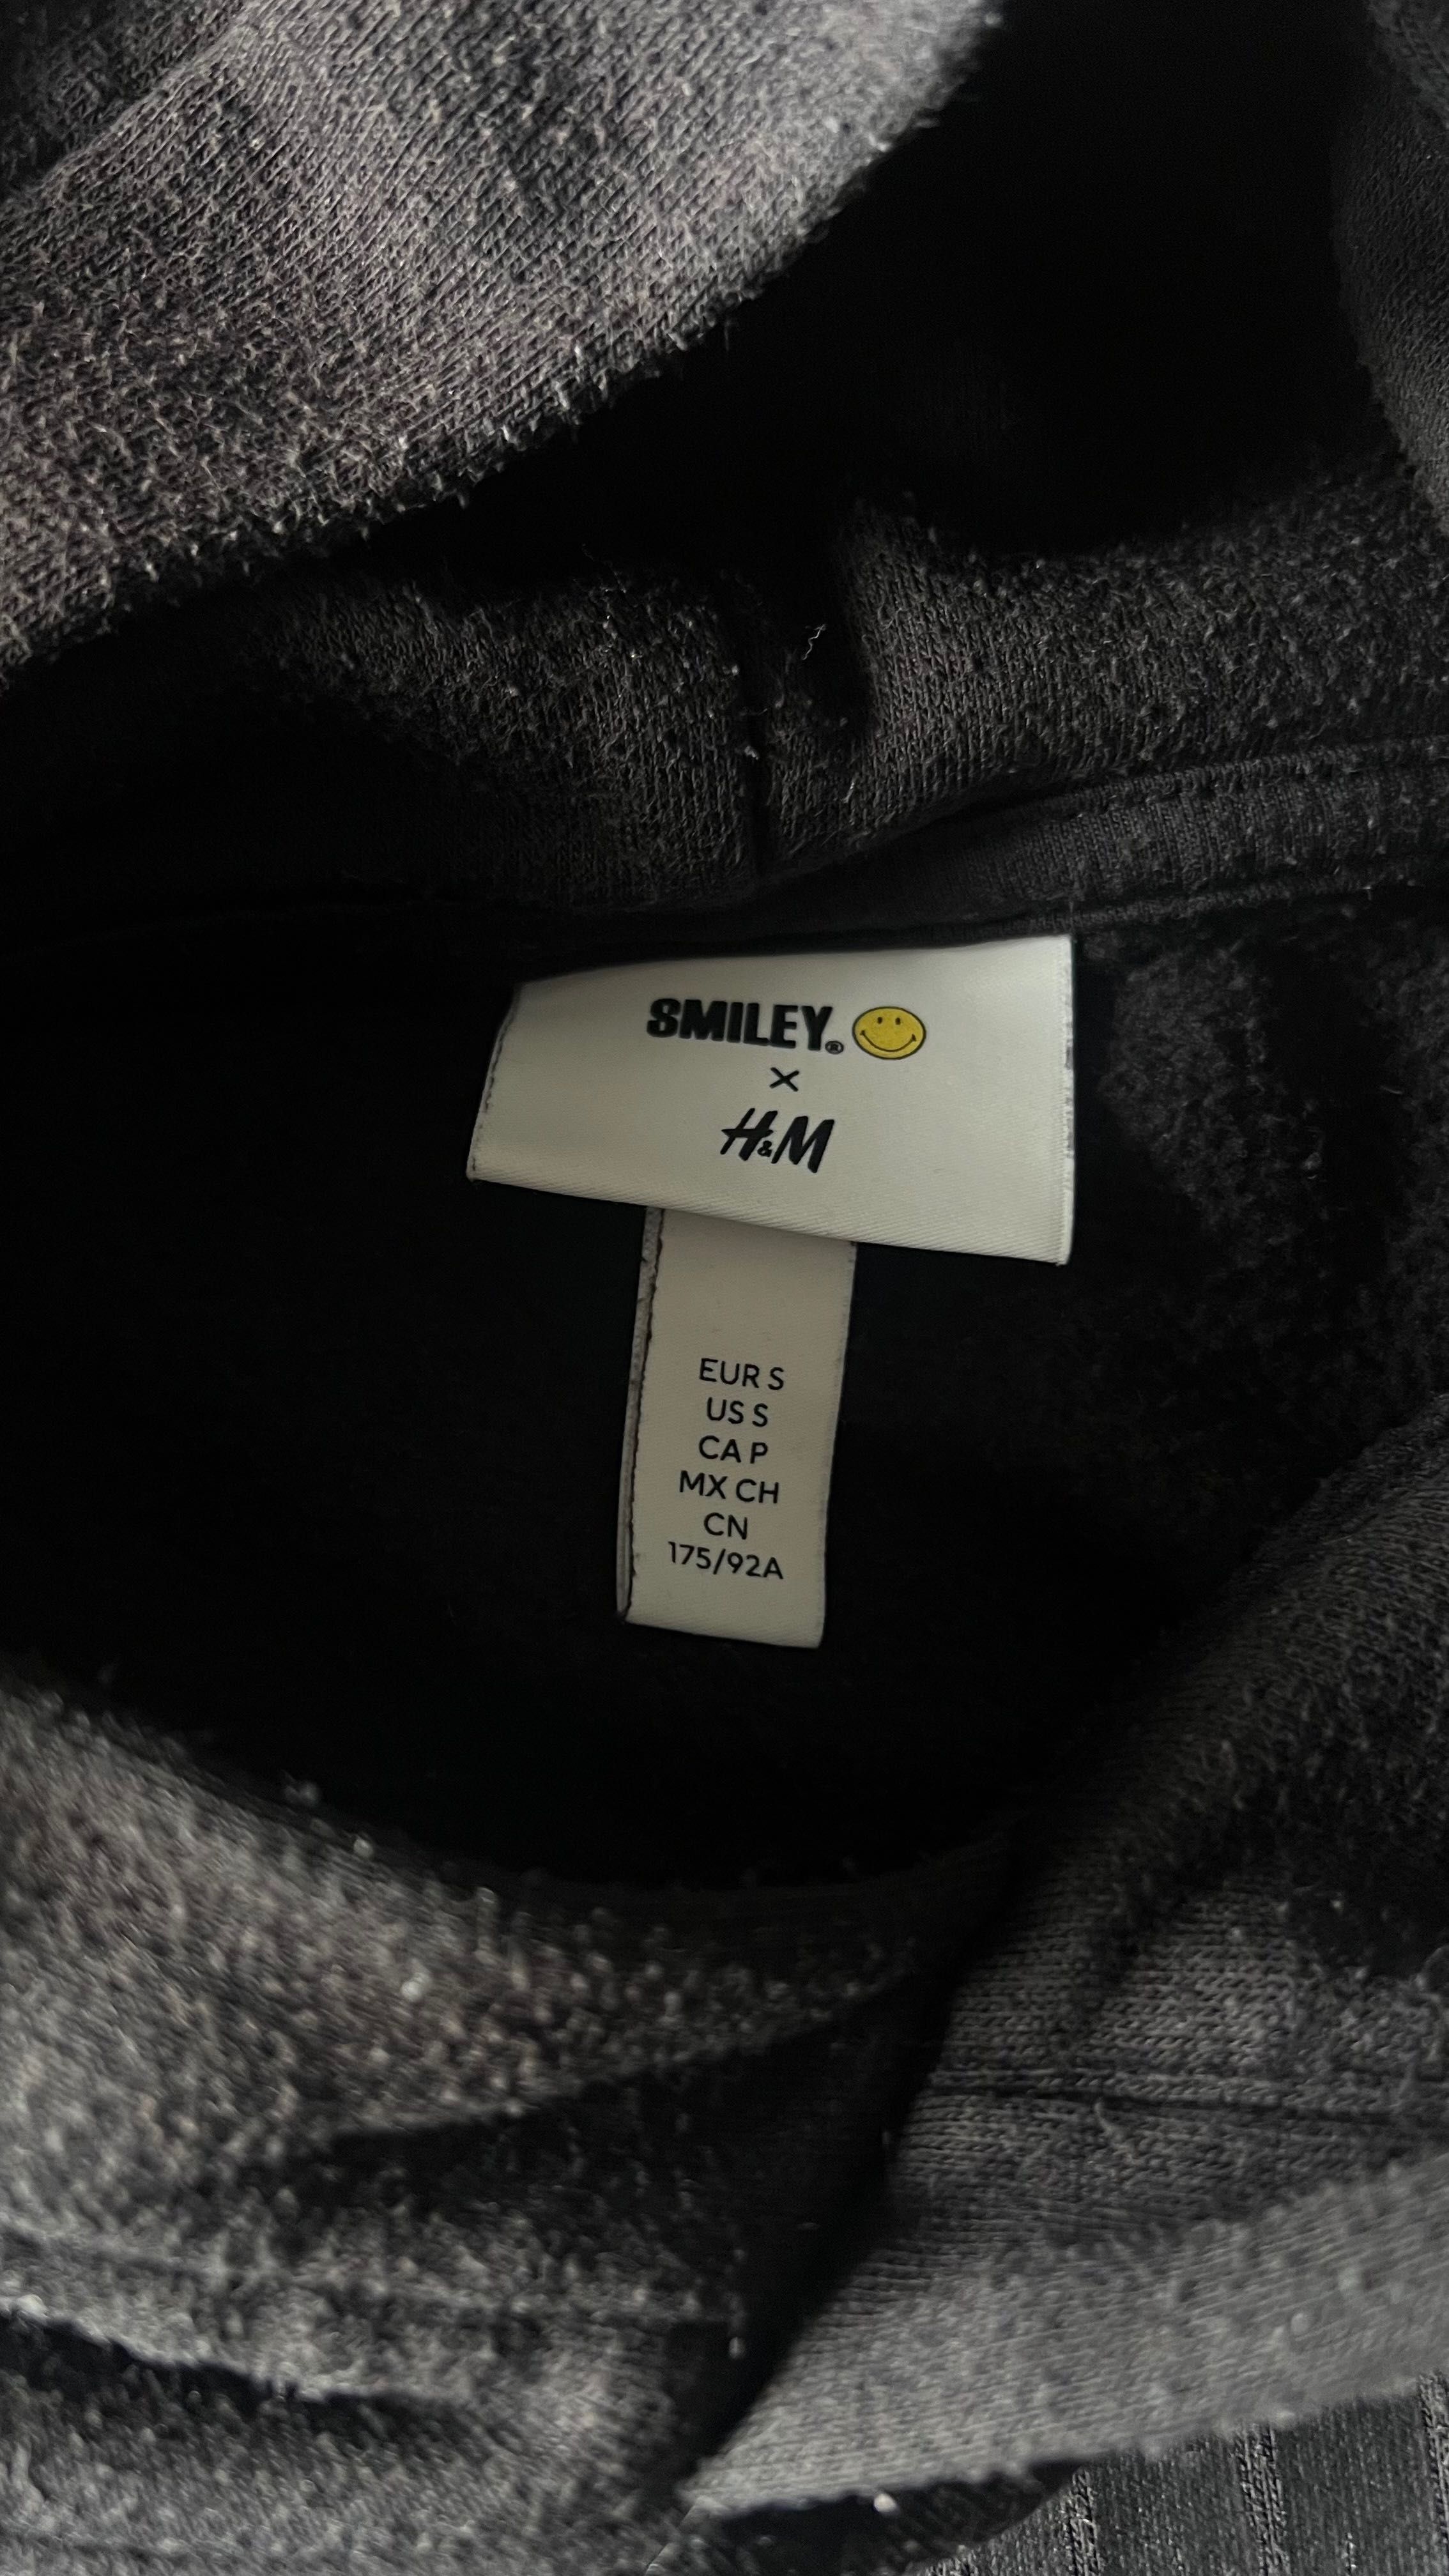 SMILEY®
×
H&M
EUR S
US S
CA P
MX CH
CN
175/92A